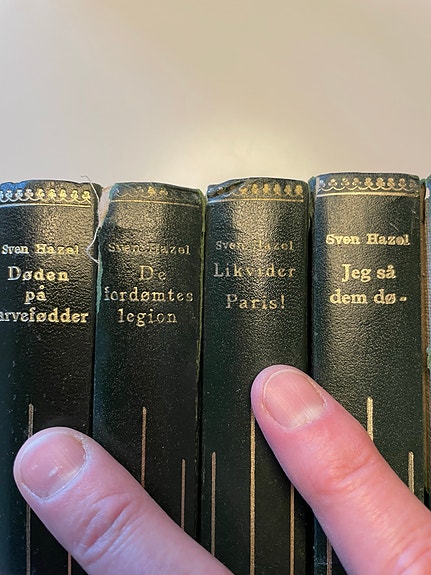 Sven Hazel
Døden
på
arvefødder
Sven Hazel
De
fordømtes
legion
Sven Hazel
Likvider
Paris!
Sven Hazel
Jeg så
dem dø -